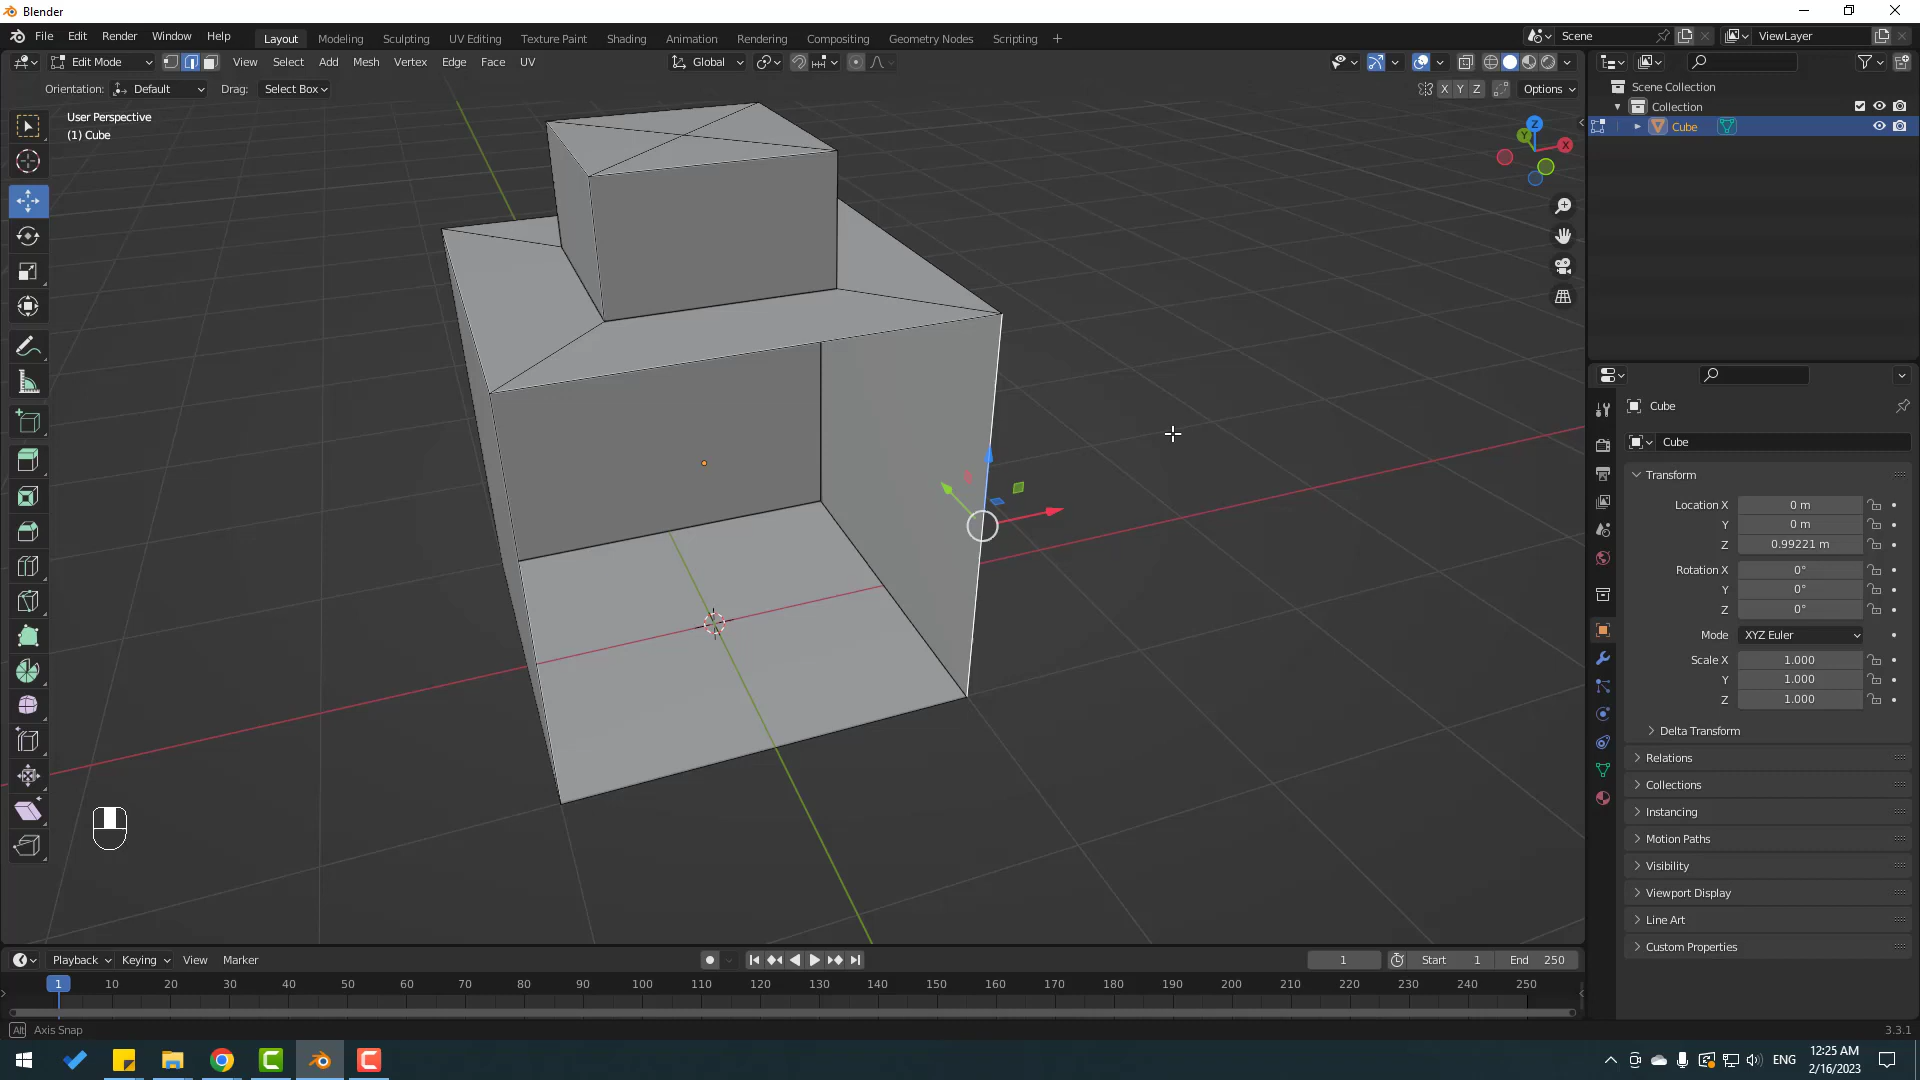 Blender
File Edit Render Window Help Layout Modeling Sculpting UV Editing Texture Paint Shading Animation Rendering Compositing Geometry Nodes Scripting + Scene ViewLayer
Edit Mode View Select Add Mesh Vertex Edge Face UV Global
Orientation: Default Drag: Select Box X Y Z Options
User Perspective
(1) Cube
Z
Y
X
Scene Collection
Collection
Cube
Cube
Cube
Transform
Location X 0 m
Y 0 m
Z 0.99221 m
Rotation X 0°
Y 0°
Z 0°
Mode XYZ Euler
Scale X 1.000
Y 1.000
Z 1.000
Delta Transform
Relations
Collections
Instancing
Motion Paths
Visibility
Viewport Display
Line Art
Custom Properties
Playback Keying View Marker 1 Start 1 End 250
1 10 20 30 40 50 60 70 80 90 100 110 120 130 140 150 160 170 180 190 200 210 220 230 240 250
Alt Axis Snap 3.3.1
ENG 12:25 AM
2/16/2023